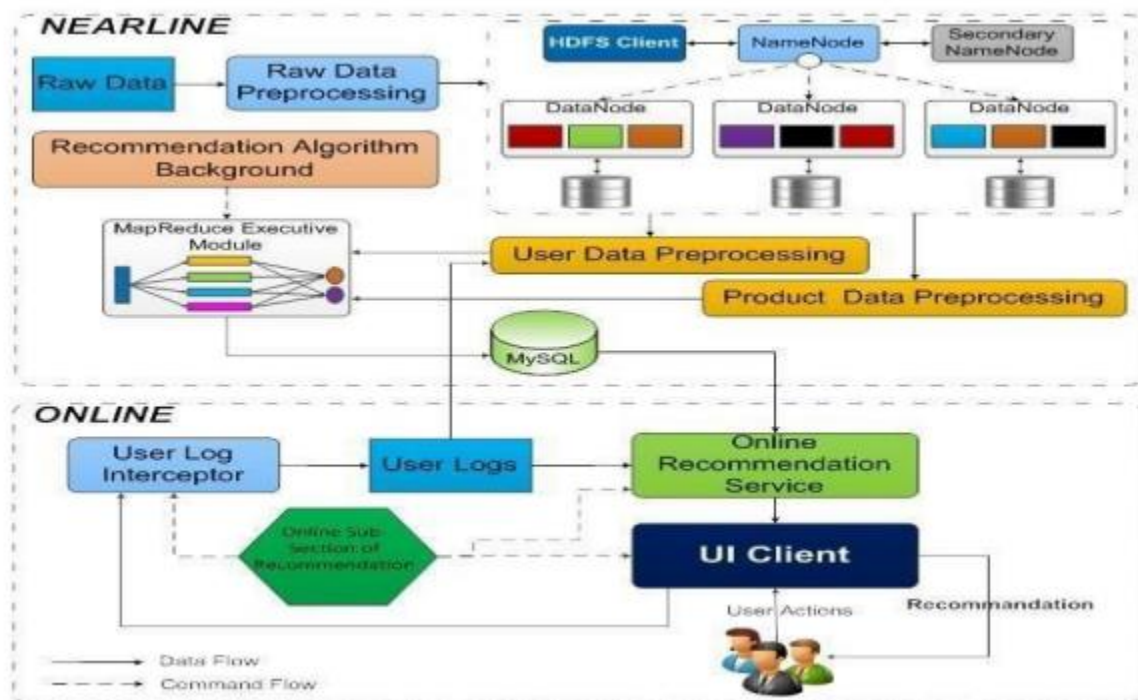 NEARLINE
HDFS Client
NameNode
Secondary
NameNode
Raw Data
Raw Data
Preprocessing
DataNode
DataNode
DataNode
Recommendation Algorithm
Background
MapReduce Executive
Module
User Data Preprocessing
Product Data Preprocessing
MySQL
ONLINE
User Log
Interceptor
User Logs
Online
Recommendation
Service
Online Sub-
Section of
Recommendation
UI Client
User Actions
Recommandation
Data Flow
Command Flow